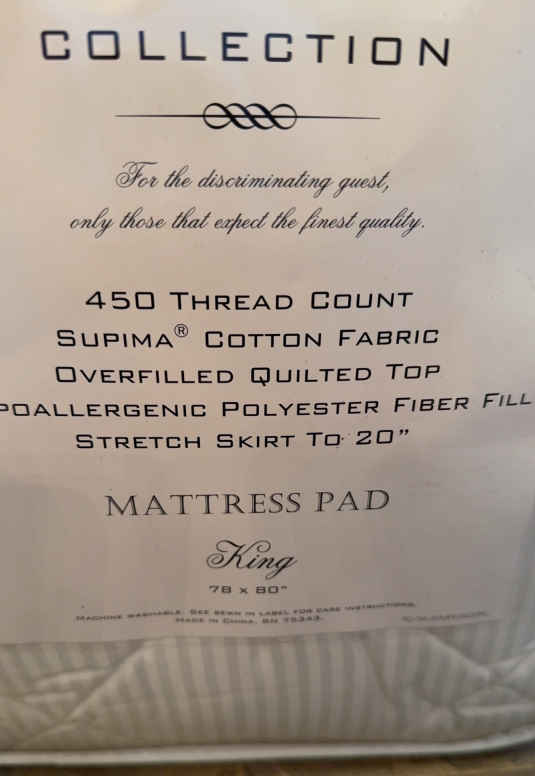 COLLECTION
For the discriminating guest,
only those that expect the finest quality.
450 THREAD COUNT
SUPIMA® COTTON FABRIC
OVERFILLED QUILTED TOP
POALLERGENIC POLYESTER FIBER FILL
STRETCH SKIRT TO 20”
MATTRESS PAD
King
78 x 80”
MACHINE WASHABLE. SEE SEWN IN LABEL FOR CARE INSTRUCTIONS.
MADE IN CHINA. RN 75343.